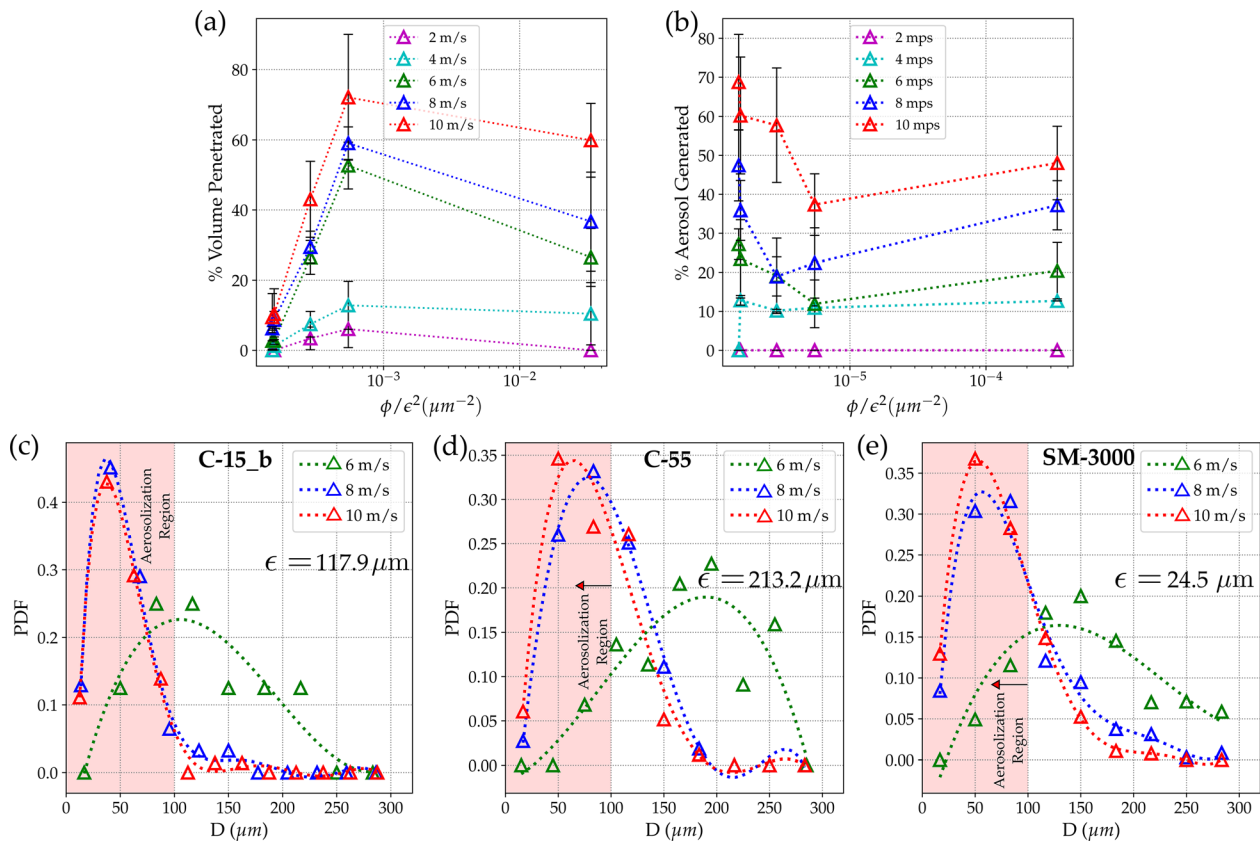 (a)
2 m/s
4 m/s
6 m/s
8 m/s
10 m/s
% Volume Penetrated
80
60
40
20
0
10⁻³
10⁻²
ϕ/ϵ²(μm⁻²)
(b)
2 mps
4 mps
6 mps
8 mps
10 mps
% Aerosol Generated
80
70
60
50
40
30
20
10
0
10⁻⁵
10⁻⁴
ϕ/ϵ²(μm⁻²)
(c)
C-15_b
6 m/s
8 m/s
10 m/s
Aerosolization
Region
ϵ = 117.9 μm
PDF
0.4
0.3
0.2
0.1
0.0
0
50
100
150
200
250
300
D (μm)
(d)
C-55
6 m/s
8 m/s
10 m/s
Aerosolization
Region
ϵ = 213.2 μm
PDF
0.35
0.30
0.25
0.20
0.15
0.10
0.05
0.00
0
50
100
150
200
250
300
D (μm)
(e)
SM-3000
6 m/s
8 m/s
10 m/s
Aerosolization
Region
ϵ = 24.5 μm
PDF
0.35
0.30
0.25
0.20
0.15
0.10
0.05
0.00
0
50
100
150
200
250
300
D (μm)